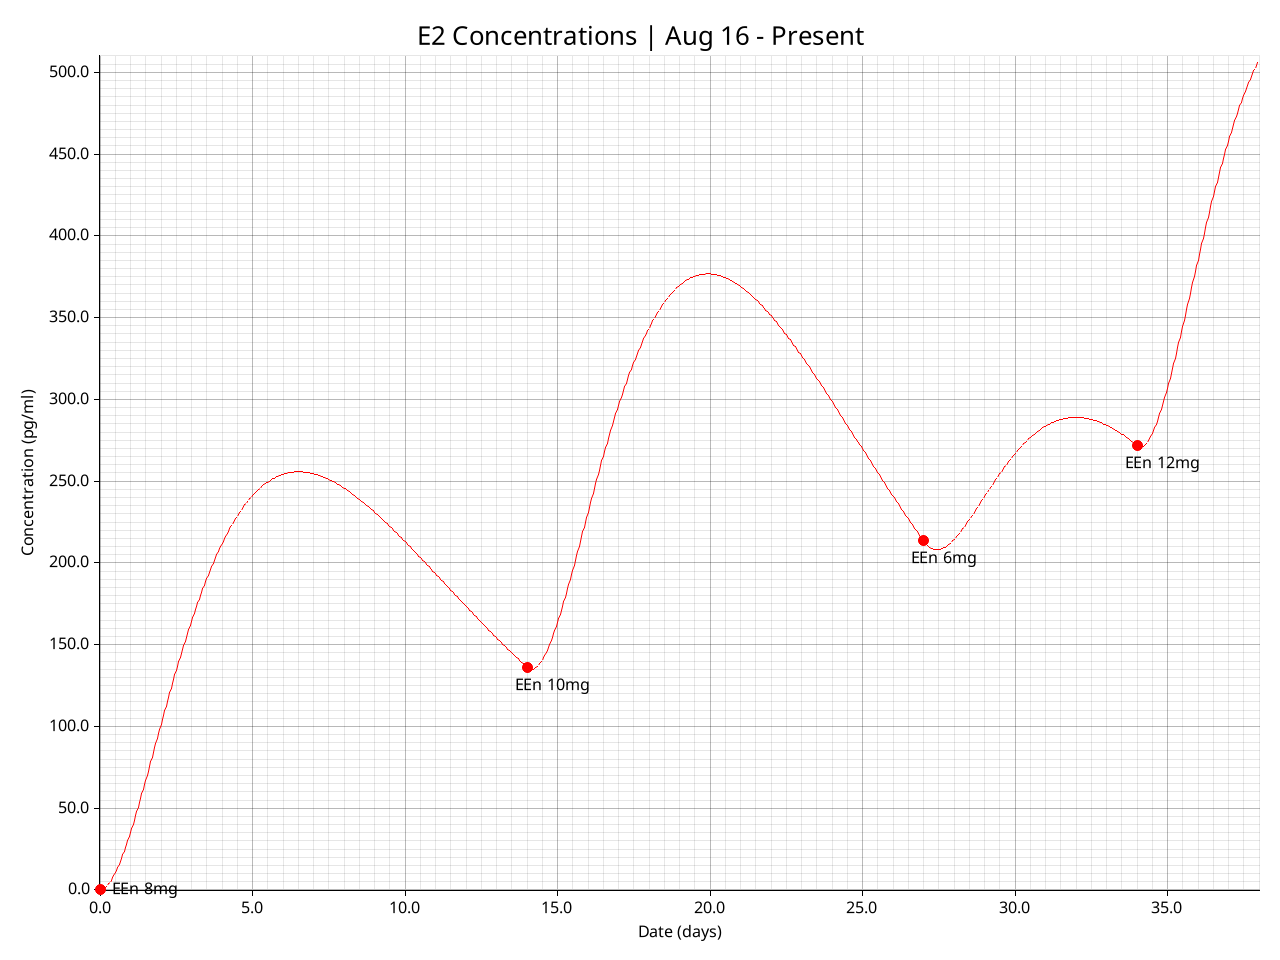 E2 Concentrations | Aug 16 - Present
500.0
450.0
400.0
350.0
300.0
250.0
200.0
150.0
100.0
50.0
0.0
Concentration (pg/ml)
EEn 8mg
EEn 10mg
EEn 6mg
EEn 12mg
0.0 5.0 10.0 15.0 20.0 25.0 30.0 35.0
Date (days)